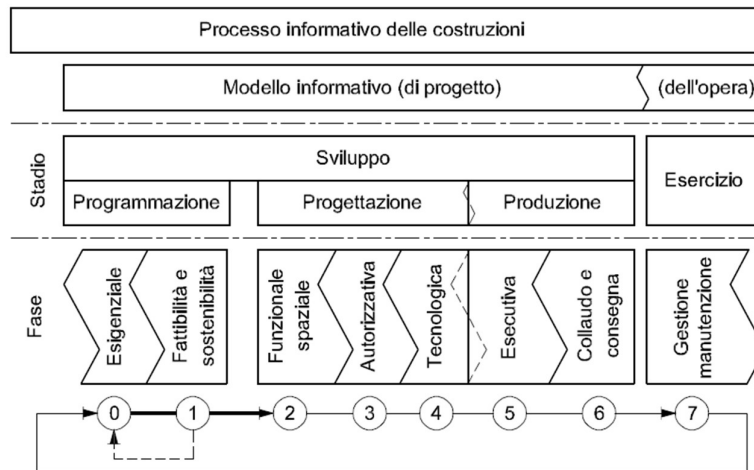 Processo informativo delle costruzioni
Modello informativo (di progetto)
(dell'opera)
Stadio
Sviluppo
Programmazione
Progettazione
Produzione
Esercizio
Fase
Esigenziale
Fattibilità e
sostenibilità
Funzionale
spaziale
Autorizzativa
Tecnologica
Esecutiva
Collaudo e
consegna
Gestione
manutenzione
0
1
2
3
4
5
6
7